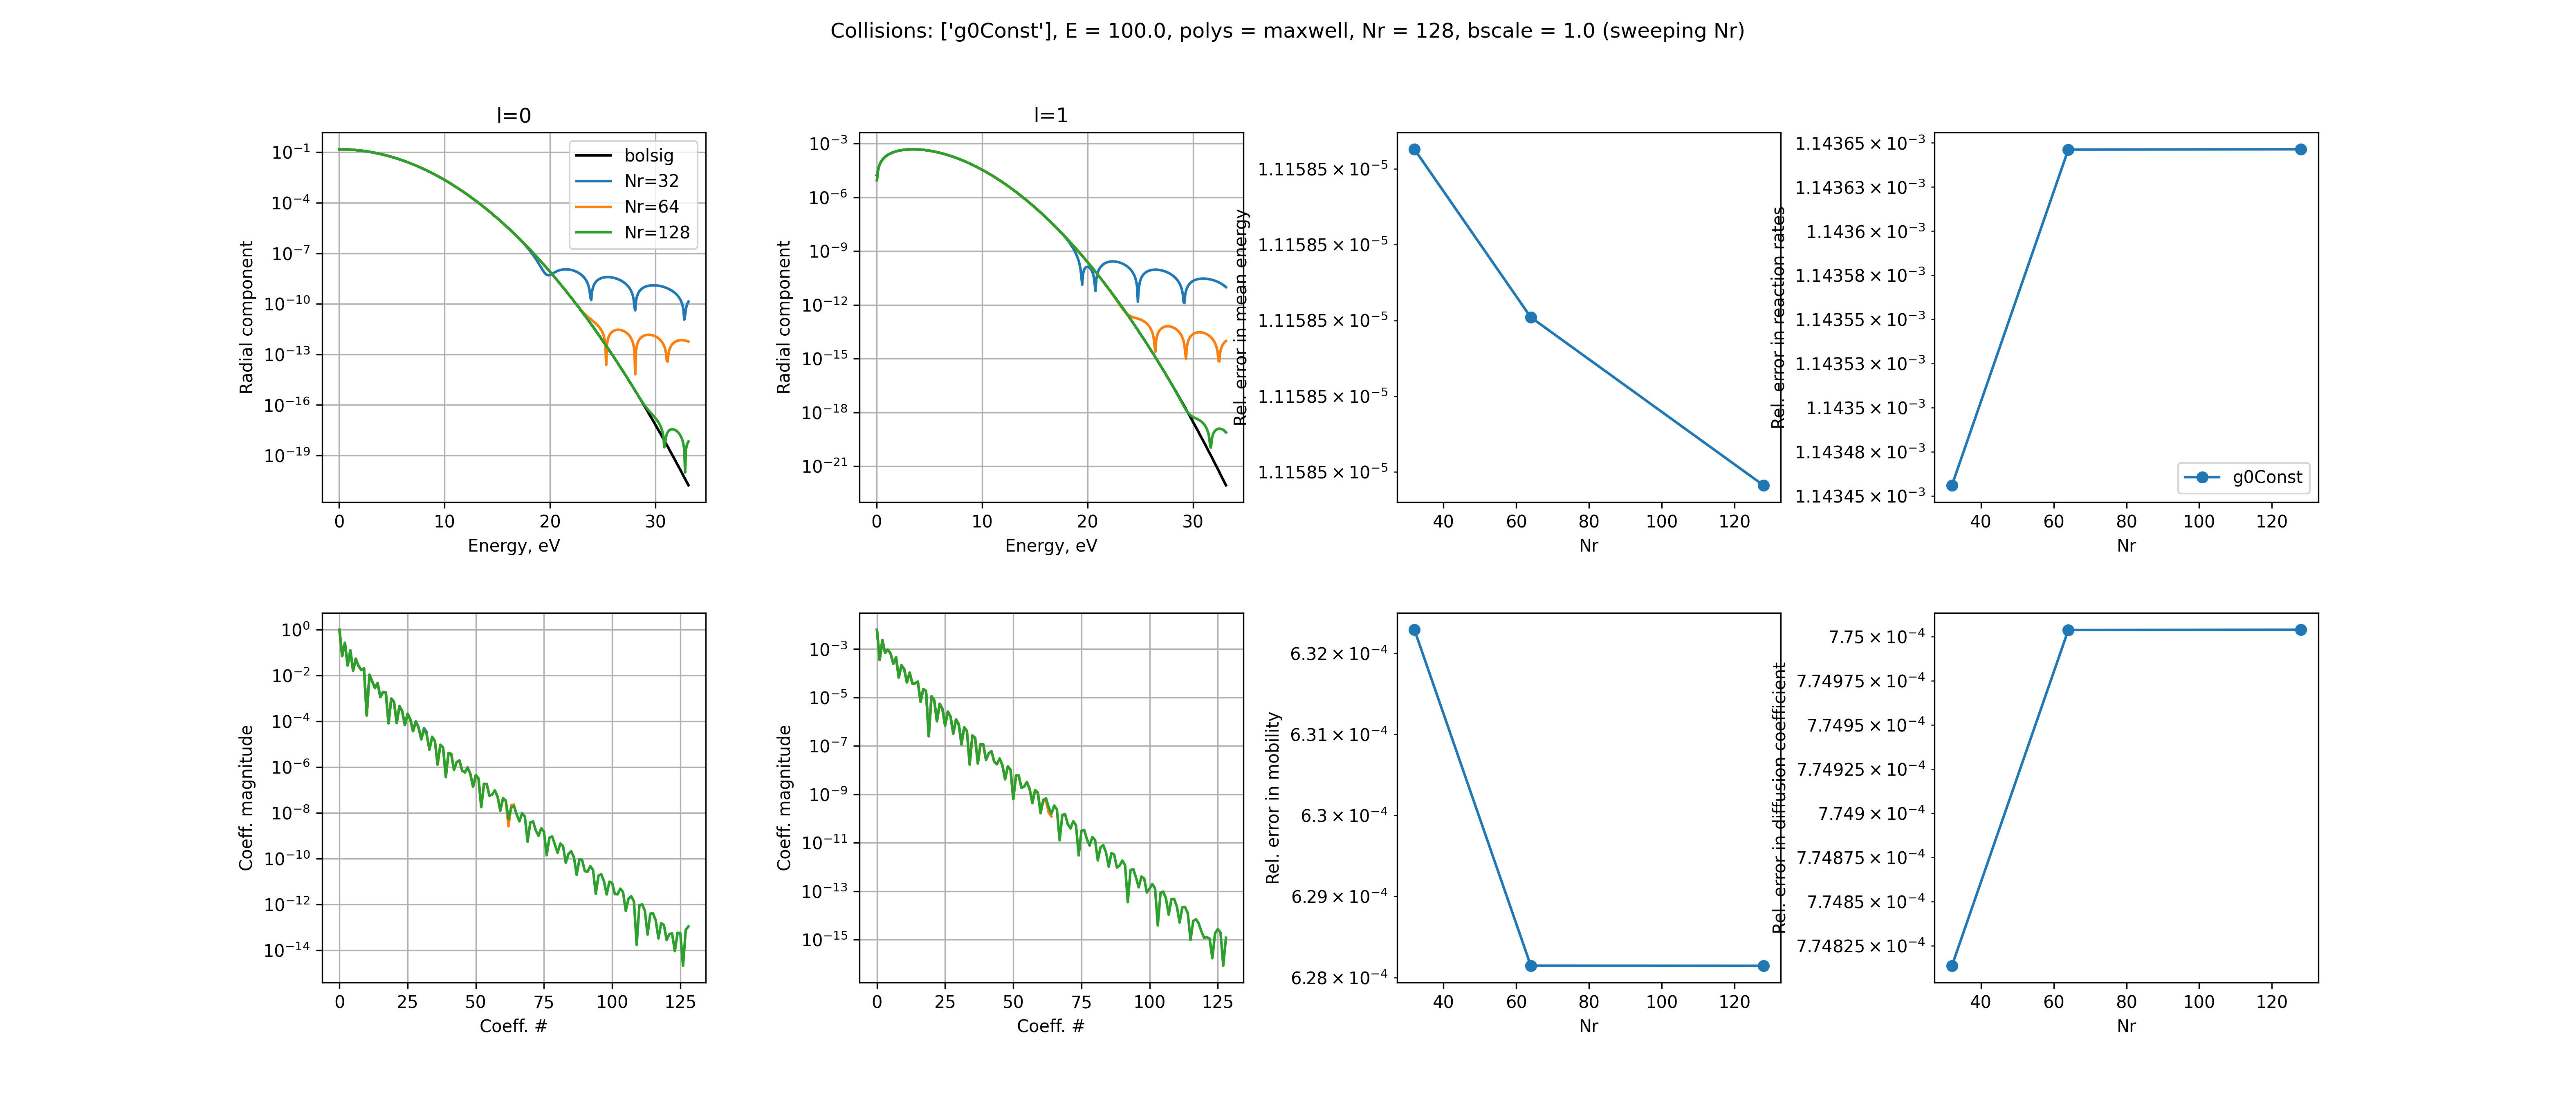 Collisions: ['g0Const'], E = 100.0, polys = maxwell, Nr = 128, bscale = 1.0 (sweeping Nr)
l=0
Radial component
10⁻¹
10⁻⁴
10⁻⁷
10⁻¹⁰
10⁻¹³
10⁻¹⁶
10⁻¹⁹
bolsig
Nr=32
Nr=64
Nr=128
0 10 20 30
Energy, eV
l=1
Radial component
10⁻³
10⁻⁶
10⁻⁹
10⁻¹²
10⁻¹⁵
10⁻¹⁸
10⁻²¹
0 10 20 30
Energy, eV
Rel. error in mean energy
1.11585 × 10⁻⁵
1.11585 × 10⁻⁵
1.11585 × 10⁻⁵
1.11585 × 10⁻⁵
1.11585 × 10⁻⁵
40 60 80 100 120
Nr
Rel. error in reaction rates
1.14365 × 10⁻³
1.14363 × 10⁻³
1.1436 × 10⁻³
1.14358 × 10⁻³
1.14355 × 10⁻³
1.14353 × 10⁻³
1.1435 × 10⁻³
1.14348 × 10⁻³
1.14345 × 10⁻³
g0Const
40 60 80 100 120
Nr
Coeff. magnitude
10⁰
10⁻²
10⁻⁴
10⁻⁶
10⁻⁸
10⁻¹⁰
10⁻¹²
10⁻¹⁴
0 25 50 75 100 125
Coeff. #
Coeff. magnitude
10⁻³
10⁻⁵
10⁻⁷
10⁻⁹
10⁻¹¹
10⁻¹³
10⁻¹⁵
0 25 50 75 100 125
Coeff. #
Rel. error in mobility
6.32 × 10⁻⁴
6.31 × 10⁻⁴
6.3 × 10⁻⁴
6.29 × 10⁻⁴
6.28 × 10⁻⁴
40 60 80 100 120
Nr
Rel. error in diffusion coefficient
7.75 × 10⁻⁴
7.74975 × 10⁻⁴
7.7495 × 10⁻⁴
7.74925 × 10⁻⁴
7.749 × 10⁻⁴
7.74875 × 10⁻⁴
7.7485 × 10⁻⁴
7.74825 × 10⁻⁴
40 60 80 100 120
Nr